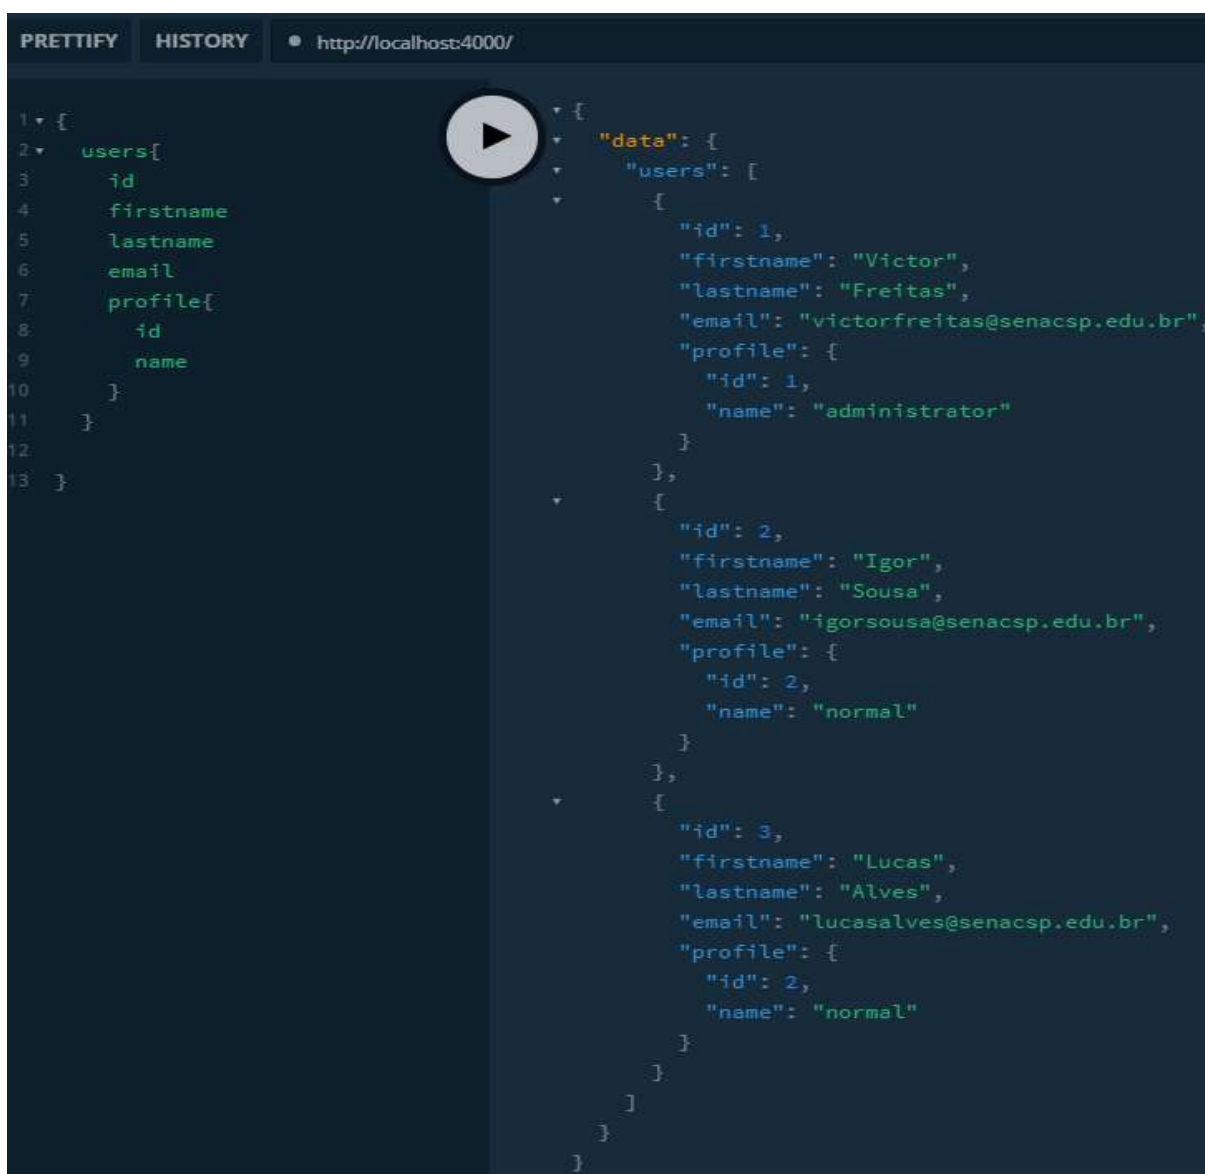 PRETTIFY HISTORY http://localhost:4000/
1 {
2 users{
3 id
4 firstname
5 lastname
6 email
7 profile{
8 id
9 name
10 }
11 }
12
13 }
{
"data": {
"users": [
{
"id": 1,
"firstname": "Victor",
"lastname": "Freitas",
"email": "victorfreitas@senacsp.edu.br",
"profile": {
"id": 1,
"name": "administrator"
}
},
{
"id": 2,
"firstname": "Igor",
"lastname": "Sousa",
"email": "igorsousa@senacsp.edu.br",
"profile": {
"id": 2,
"name": "normal"
}
},
{
"id": 3,
"firstname": "Lucas",
"lastname": "Alves",
"email": "lucasalves@senacsp.edu.br",
"profile": {
"id": 2,
"name": "normal"
}
}
]
}
}